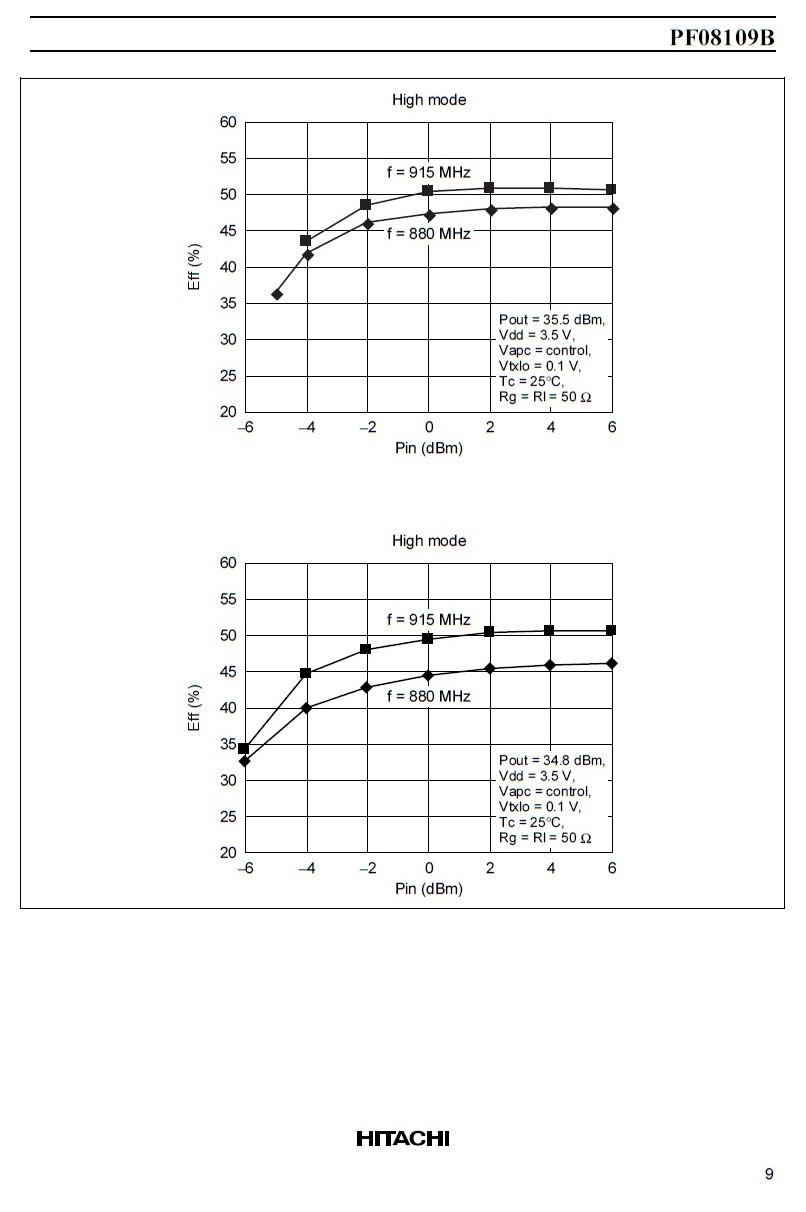 PF08109B
High mode
60
55
50
45
40
35
30
25
20
Eff (%)
f = 915 MHz
f = 880 MHz
Pout = 35.5 dBm,
Vdd = 3.5 V,
Vapc = control,
Vtxlo = 0.1 V,
Tc = 25°C,
Rg = Rl = 50 Ω
–6 –4 –2 0 2 4 6
Pin (dBm)
High mode
60
55
50
45
40
35
30
25
20
Eff (%)
f = 915 MHz
f = 880 MHz
Pout = 34.8 dBm,
Vdd = 3.5 V,
Vapc = control,
Vtxlo = 0.1 V,
Tc = 25°C,
Rg = Rl = 50 Ω
–6 –4 –2 0 2 4 6
Pin (dBm)
HITACHI
9